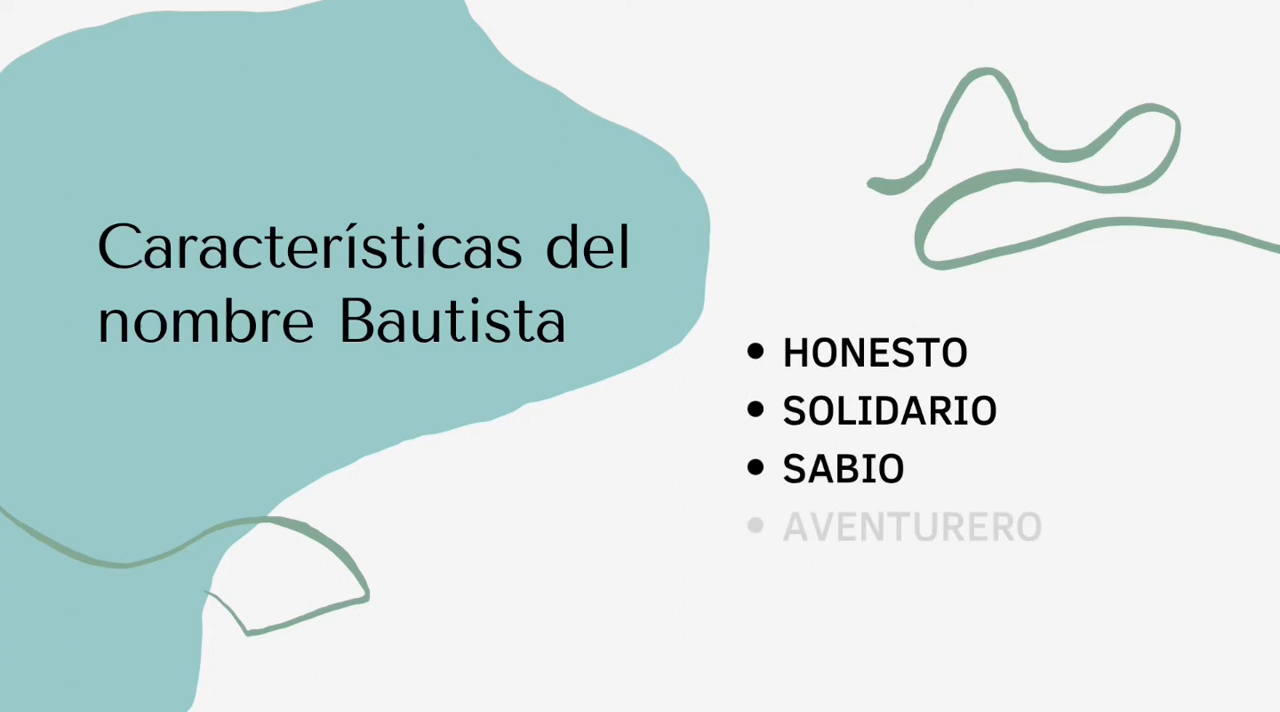 Características del
nombre Bautista
• HONESTO
• SOLIDARIO
• SABIO
• AVENTURERO